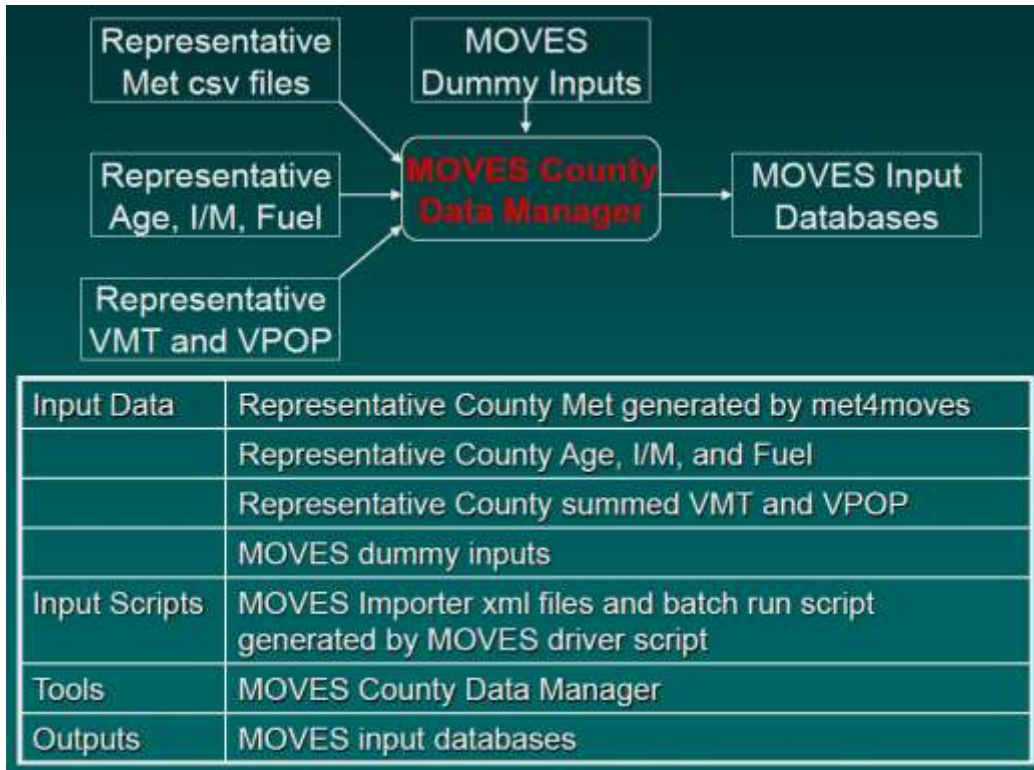 Representative
Met csv files
MOVES
Dummy Inputs
Representative
Age, I/M, Fuel
MOVES County
Data Manager
MOVES Input
Databases
Representative
VMT and VPOP
Input Data
Representative County Met generated by met4moves
Representative County Age, I/M, and Fuel
Representative County summed VMT and VPOP
MOVES dummy inputs
Input Scripts
MOVES Importer xml files and batch run script
generated by MOVES driver script
Tools
MOVES County Data Manager
Outputs
MOVES input databases